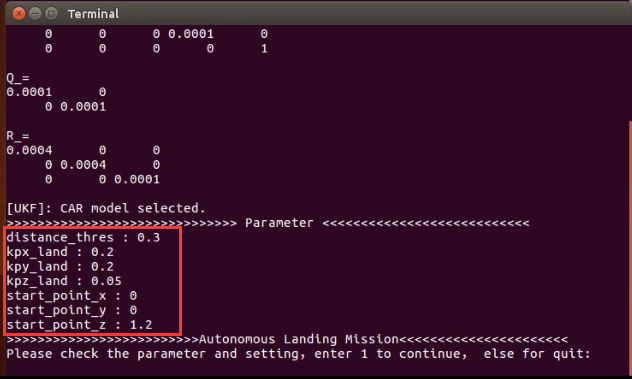 Terminal
0 0 0 0.0001 0
0 0 0 0 1
Q_=
0.0001 0
0 0.0001
R_=
0.0004 0 0
0 0.0004 0
0 0 0.0001
[UKF]: CAR model selected.
>>>>>>>>>>>>>>>>>>>>>>>>>>>>>> Parameter <<<<<<<<<<<<<<<<<<<<<<<<<<<
distance_thres : 0.3
kpx_land : 0.2
kpy_land : 0.2
kpz_land : 0.05
start_point_x : 0
start_point_y : 0
start_point_z : 1.2
>>>>>>>>>>>>>>>>>>>>>>>>>Autonomous Landing Mission<<<<<<<<<<<<<<<<<<<<<<
Please check the parameter and setting, enter 1 to continue, else for quit: